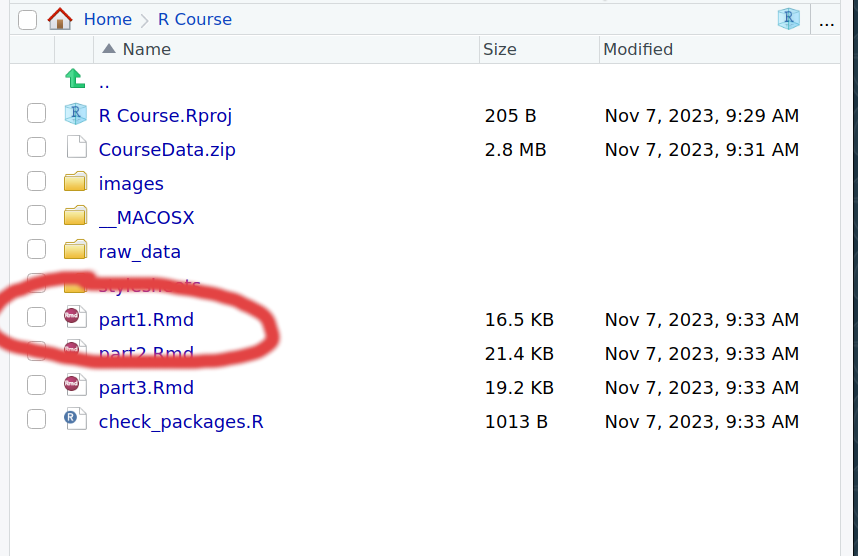 Home R Course R ...
Name Size Modified
..
R R Course.Rproj 205 B Nov 7, 2023, 9:29 AM
CourseData.zip 2.8 MB Nov 7, 2023, 9:31 AM
images
__MACOSX
raw_data
stylesheets
Rmd part1.Rmd 16.5 KB Nov 7, 2023, 9:33 AM
Rmd part2.Rmd 21.4 KB Nov 7, 2023, 9:33 AM
Rmd part3.Rmd 19.2 KB Nov 7, 2023, 9:33 AM
R check_packages.R 1013 B Nov 7, 2023, 9:33 AM